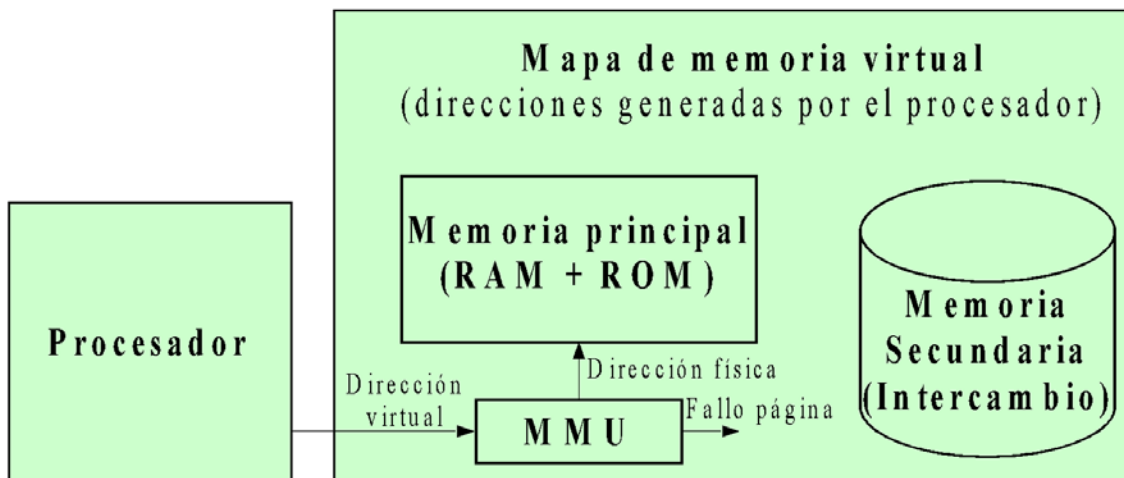 Mapa de memoria virtual
(direcciones generadas por el procesador)
Memoria principal
(RAM + ROM)
Procesador
Memoria
Secundaria
(Intercambio)
Dirección
virtual
Dirección física
MMU
Fallo página